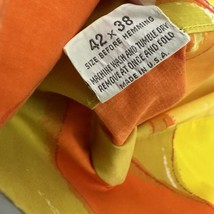 42 x 38
SIZE BEFORE HEMMING
MACHINE WASH AND TUMBLE DRY.
REMOVE AT ONCE AND FOLD
MADE IN U.S.A.